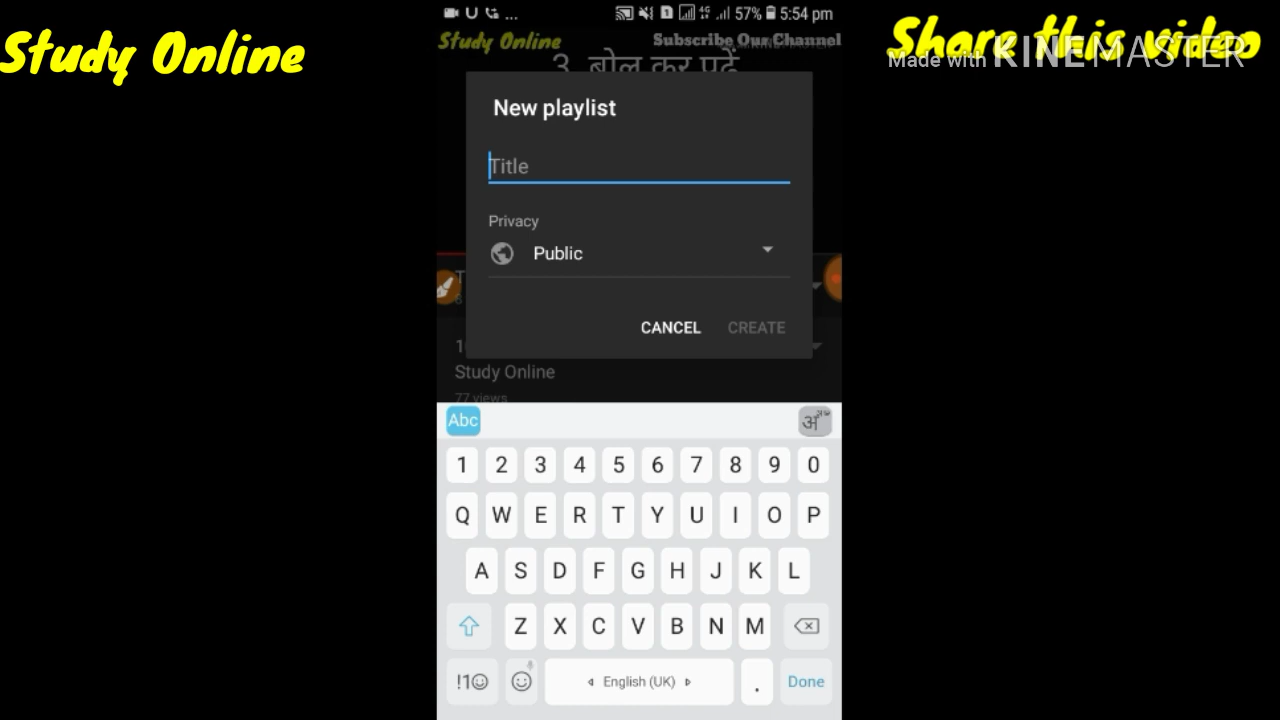 Study Online
Share this video
Made with KINEMASTER
57% 5:54 pm
Study Online
Subscribe Our Channel
3. बोल कर पढ़ें
New playlist
Title
Privacy
Public
CANCEL CREATE
Study Online
77 views
Abc
अ
1 2 3 4 5 6 7 8 9 0
Q W E R T Y U I O P
A S D F G H J K L
Z X C V B N M
!1☺ English (UK) . Done